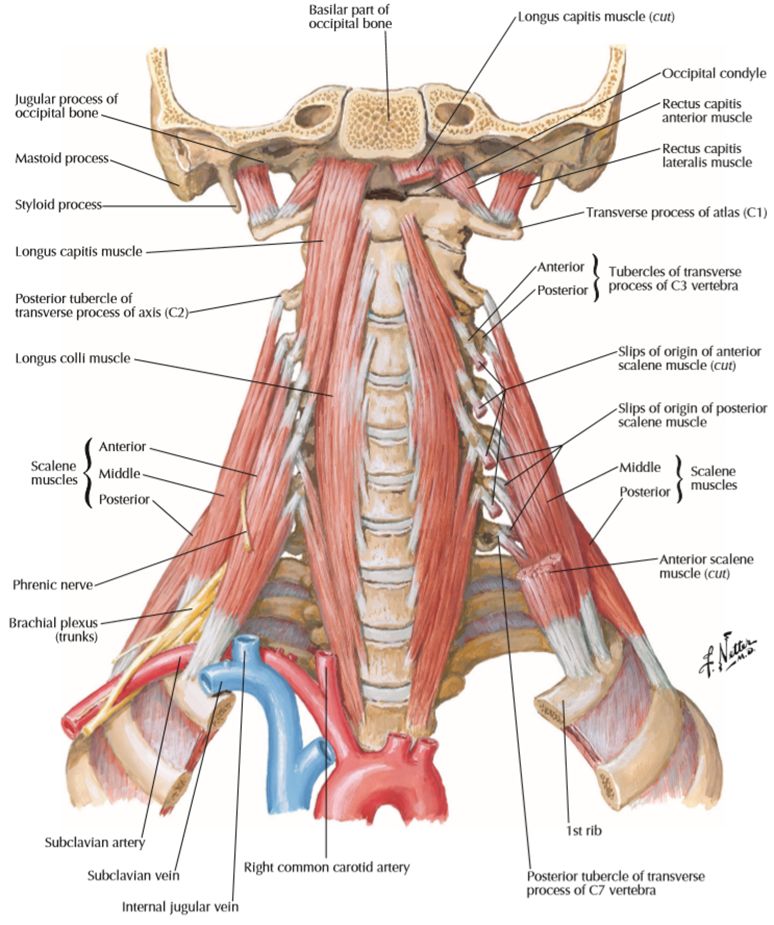 Basilar part of
occipital bone
Longus capitis muscle (cut)
Occipital condyle
Jugular process of
occipital bone
Rectus capitis
anterior muscle
Mastoid process
Rectus capitis
lateralis muscle
Styloid process
Transverse process of atlas (C1)
Longus capitis muscle
Anterior
Posterior
Tubercles of transverse
process of C3 vertebra
Posterior tubercle of
transverse process of axis (C2)
Longus colli muscle
Slips of origin of anterior
scalene muscle (cut)
Slips of origin of posterior
scalene muscle
Scalene
muscles
Anterior
Middle
Posterior
Middle
Posterior
Scalene
muscles
Phrenic nerve
Anterior scalene
muscle (cut)
Brachial plexus
(trunks)
F. Netter
M.D.
Subclavian artery
1st rib
Subclavian vein
Right common carotid artery
Posterior tubercle of transverse
process of C7 vertebra
Internal jugular vein